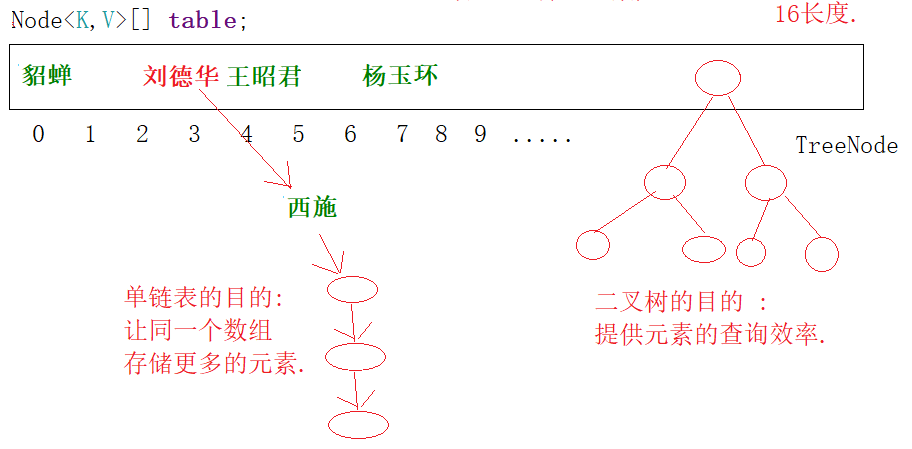 Node<K,V>[] table;
16长度.
貂蝉 刘德华 王昭君 杨玉环
0 1 2 3 4 5 6 7 8 9 .....
TreeNode
西施
单链表的目的:
让同一个数组
存储更多的元素.
二叉树的目的 :
提供元素的查询效率.